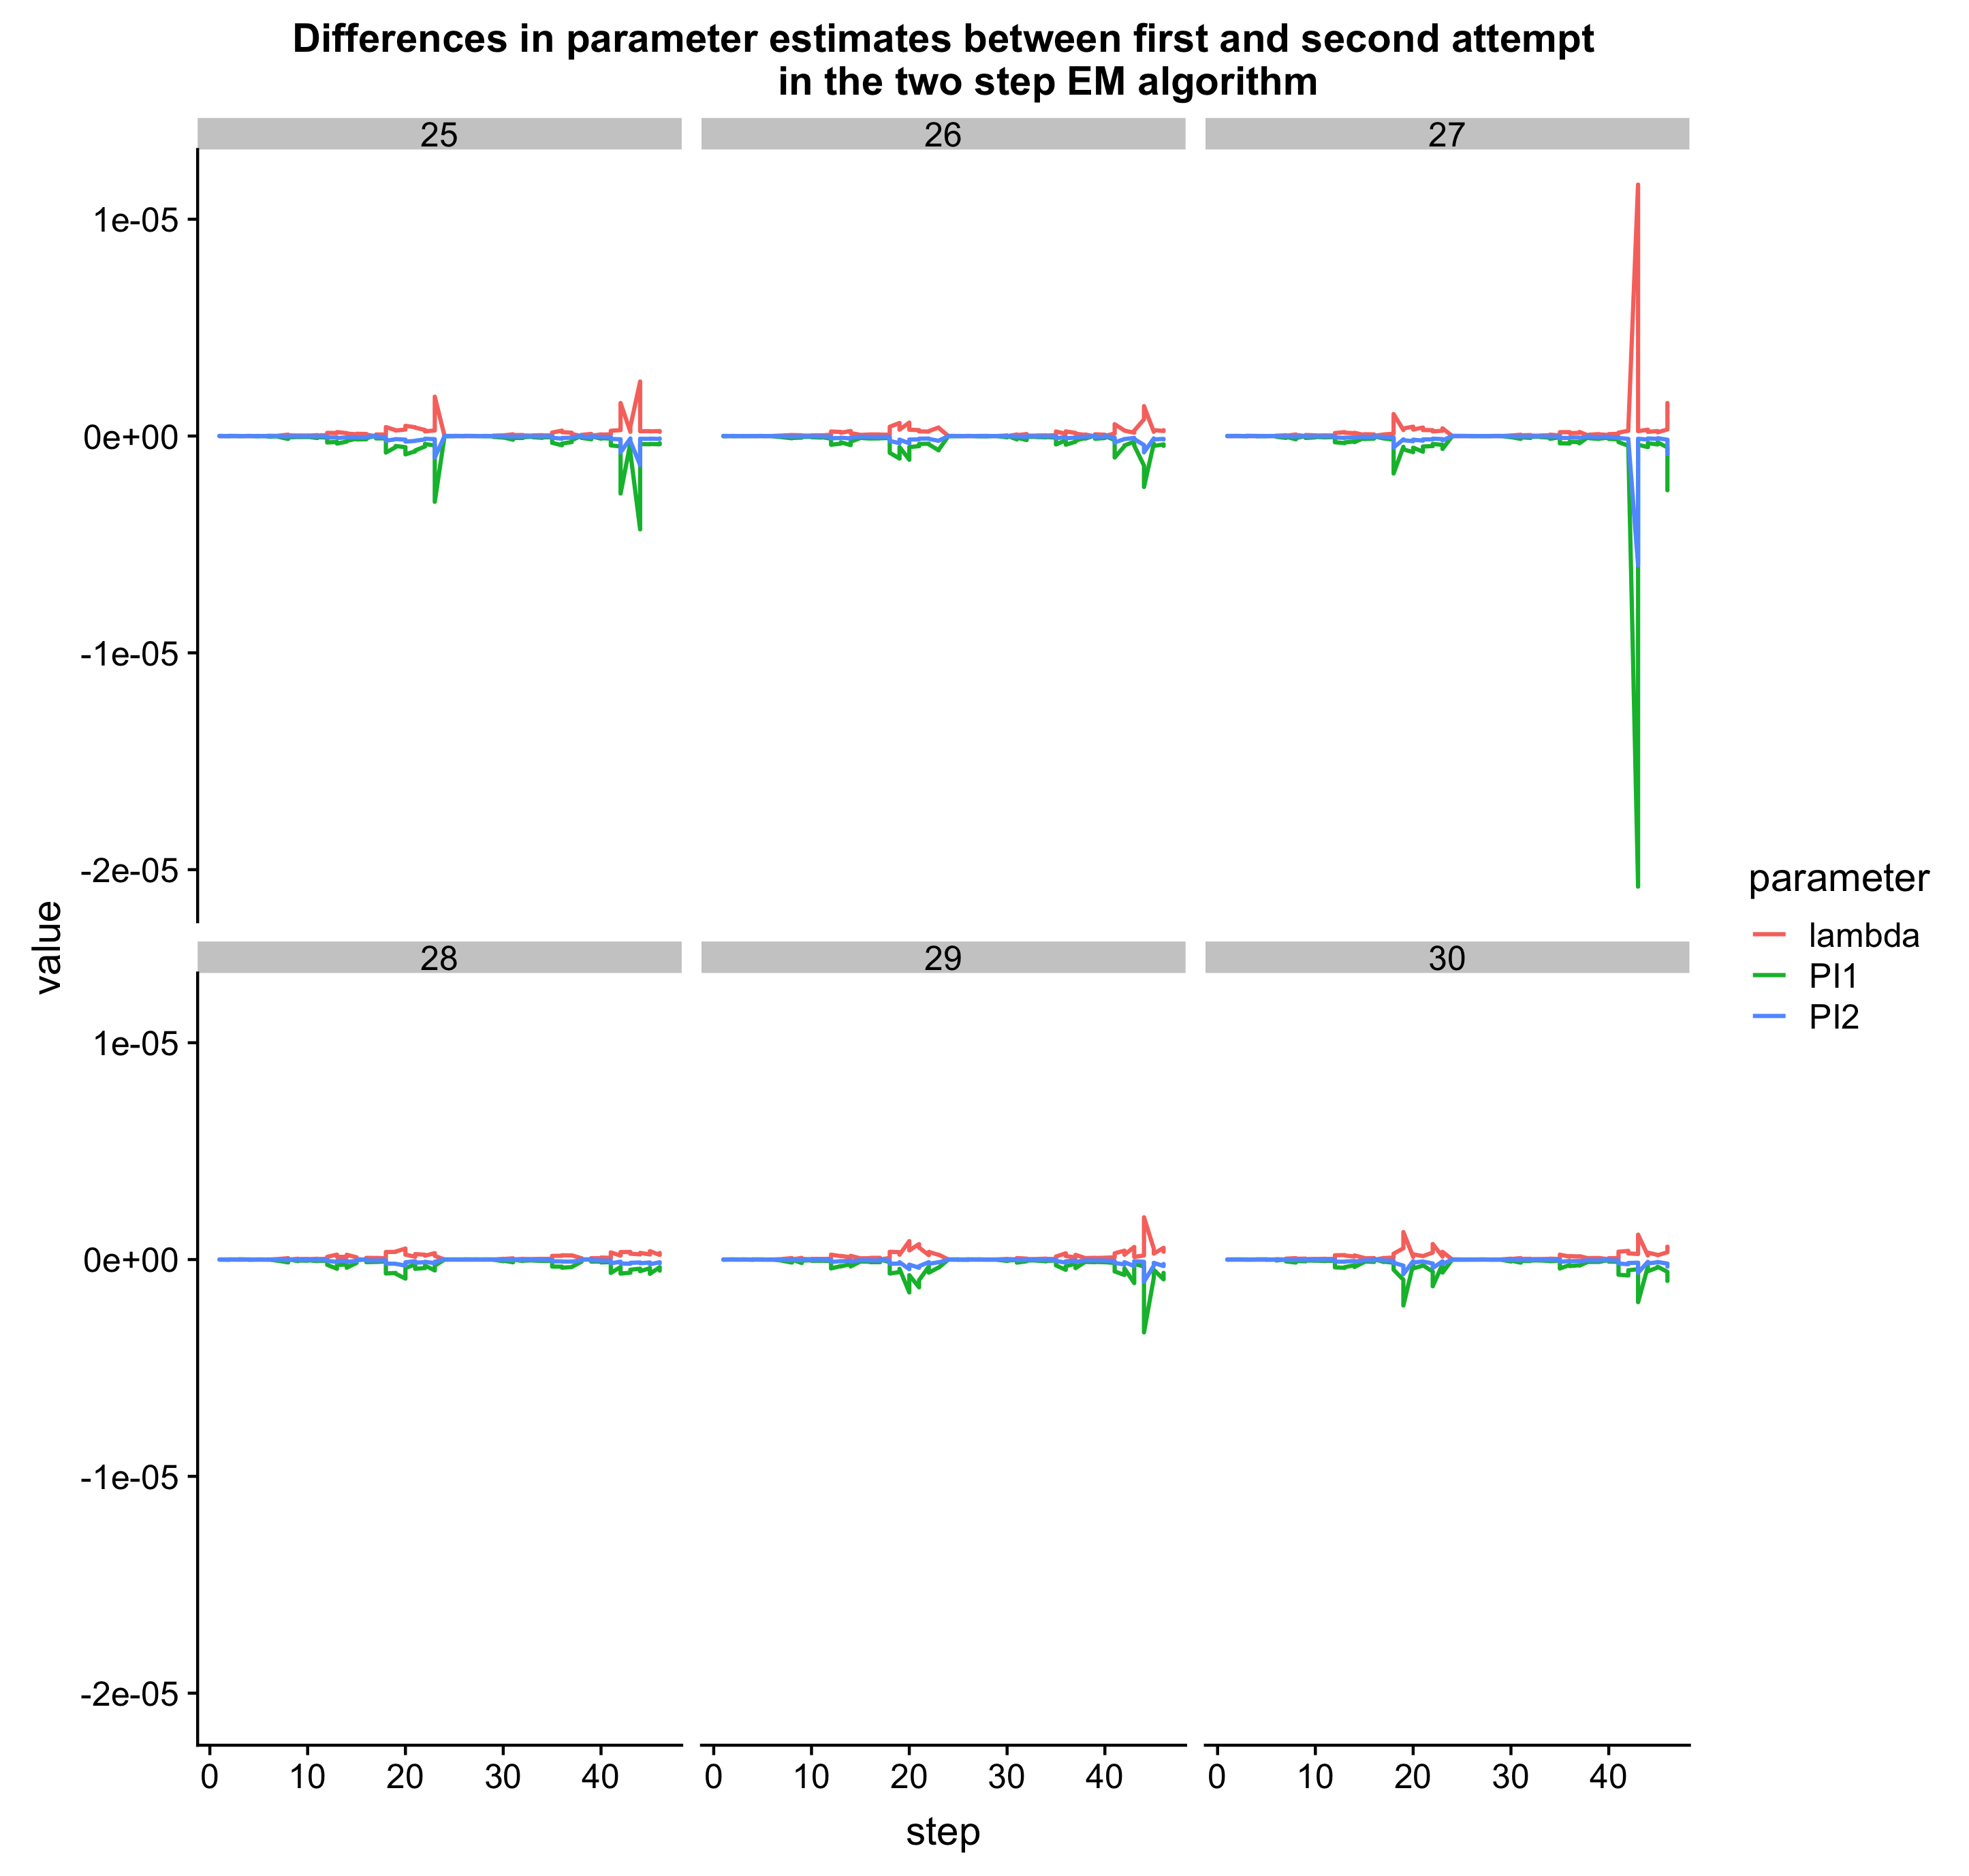 Differences in parameter estimates between first and second attempt
in the two step EM algorithm
25
26
27
1e-05
0e+00
-1e-05
-2e-05
value
28
29
30
1e-05
0e+00
-1e-05
-2e-05
0 10 20 30 40
0 10 20 30 40
0 10 20 30 40
step
parameter
lambda
PI1
PI2